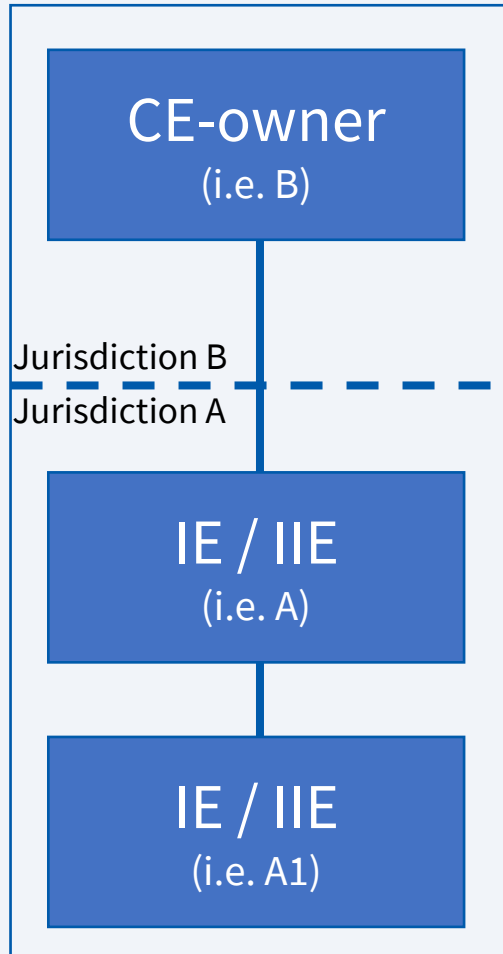 CE-owner
(i.e. B)
Jurisdiction B
Jurisdiction A
IE / IIE
(i.e. A)
IE / IIE
(i.e. A1)